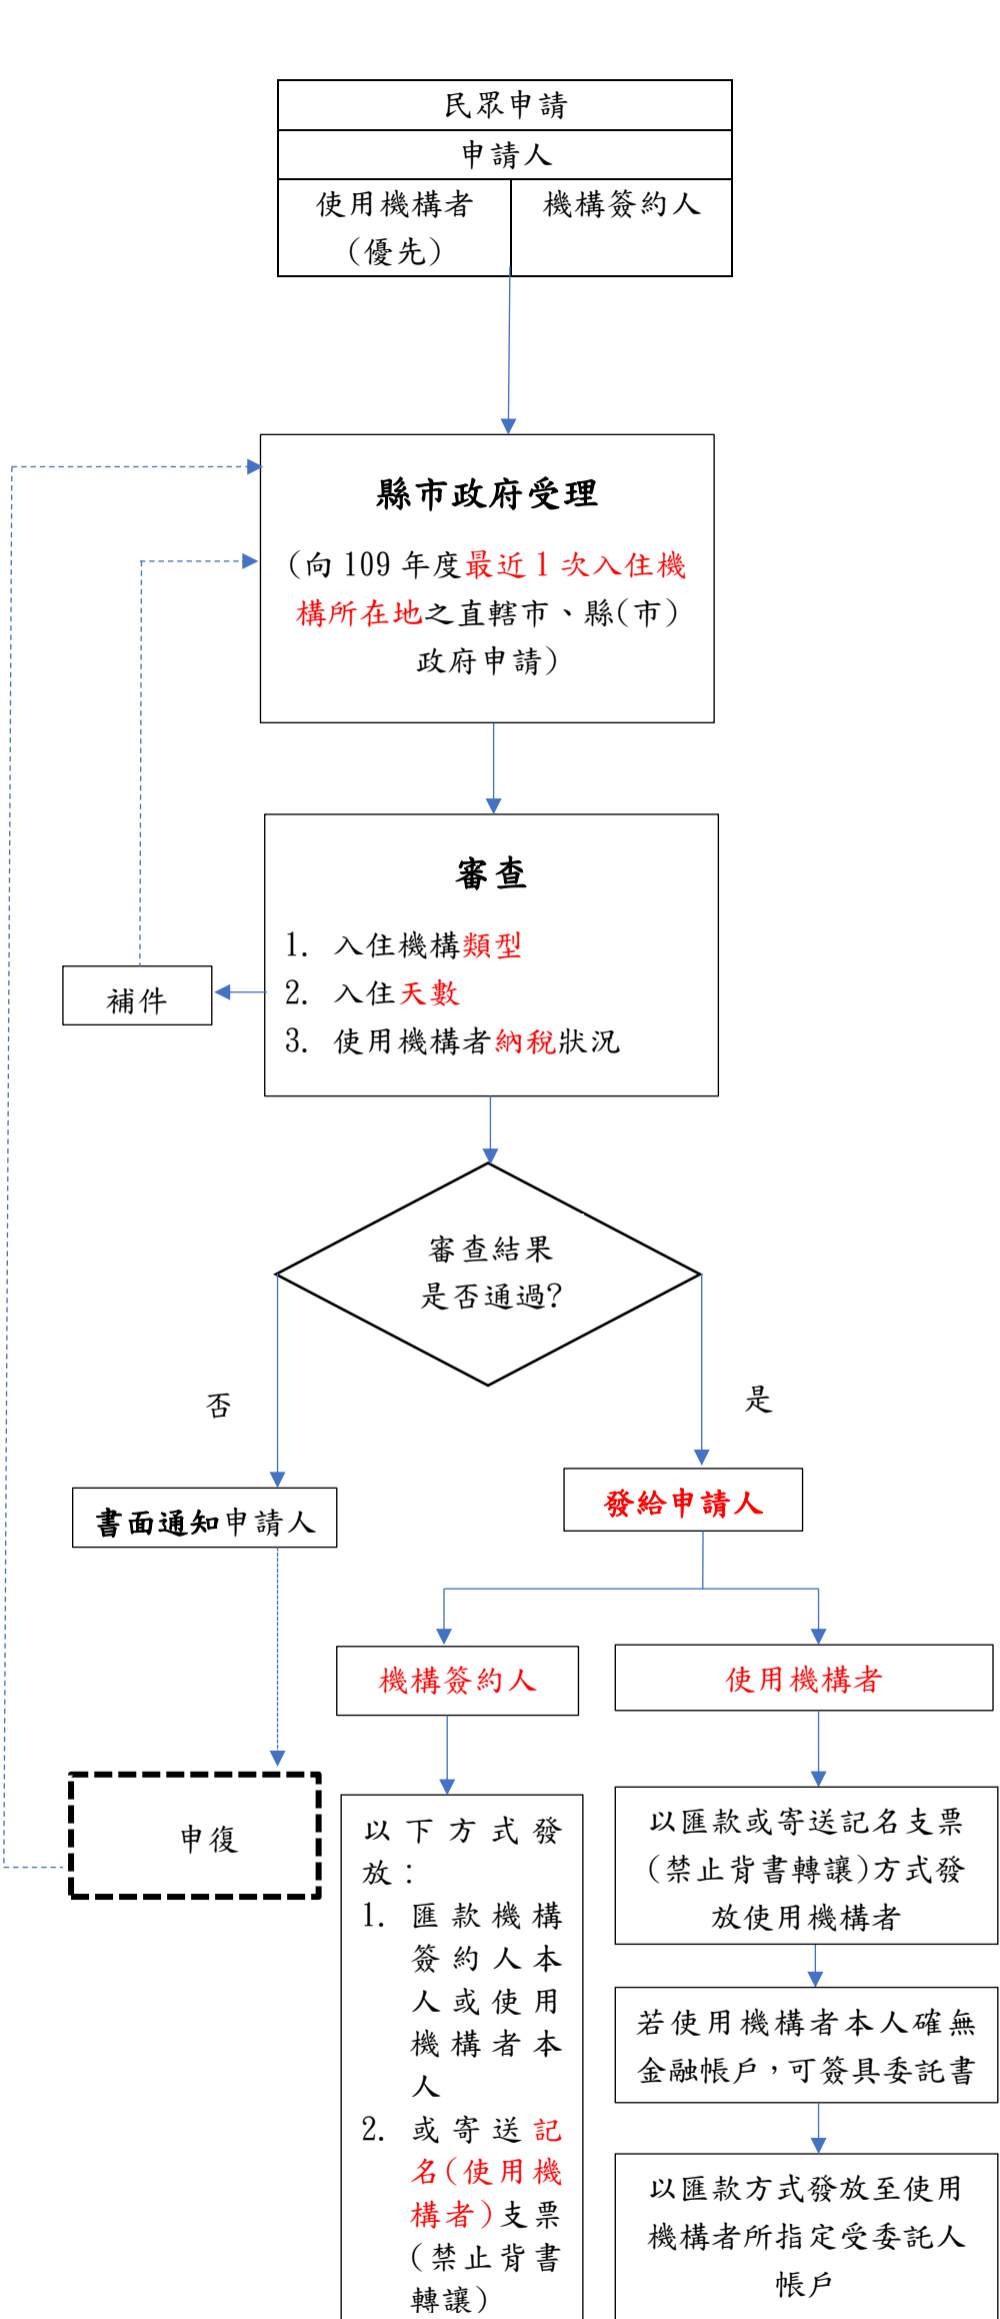 民眾申請
申請人
使用機構者
(優先)
機構簽約人
縣市政府受理
(向 109 年度最近 1 次入住機
構所在地之直轄市、縣(市)
政府申請)
審查
1. 入住機構類型
2. 入住天數
3. 使用機構者納稅狀況
補件
審查結果
是否通過?
否
是
書面通知申請人
發給申請人
機構簽約人
使用機構者
申復
以下方式發
放：
1. 匯款機構
簽約人本
人或使用
機構者本
人
2. 或寄送記
名(使用機
構者)支票
(禁止背書
轉讓)
以匯款或寄送記名支票
(禁止背書轉讓)方式發
放使用機構者
若使用機構者本人確無
金融帳戶，可簽具委託書
以匯款方式發放至使用
機構者所指定受委託人
帳戶